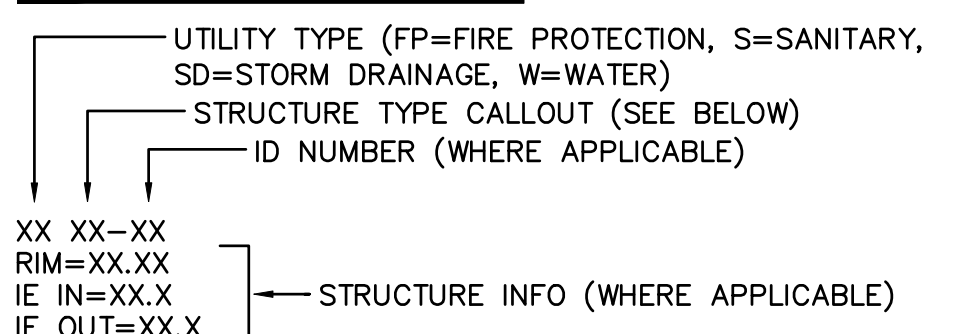 UTILITY TYPE (FP=FIRE PROTECTION, S=SANITARY,
SD=STORM DRAINAGE, W=WATER)
STRUCTURE TYPE CALLOUT (SEE BELOW)
ID NUMBER (WHERE APPLICABLE)
XX XX-XX
RIM=XX.XX
IE IN=XX.X
STRUCTURE INFO (WHERE APPLICABLE)
IE OUT=XX.X